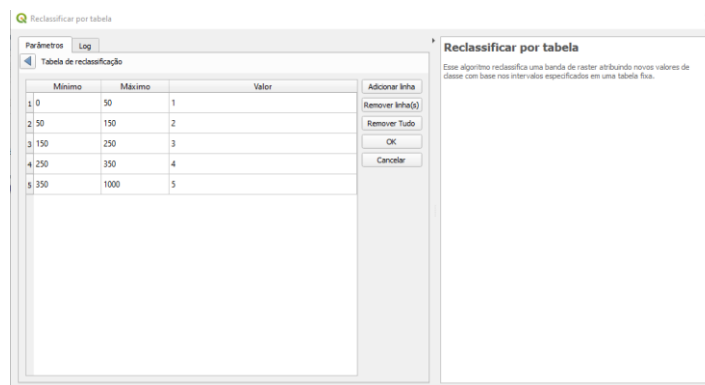 Reclassificar por tabela
Parâmetros Log
Tabela de reclassificação
Mínimo Máximo Valor
1 0 50 1
2 50 150 2
3 150 250 3
4 250 350 4
5 350 1000 5
Adicionar linha
Remover linha(s)
Remover Tudo
OK
Cancelar
Reclassificar por tabela
Esse algoritmo reclassifica uma banda de raster atribuindo novos valores de
classe com base nos intervalos especificados em uma tabela fixa.